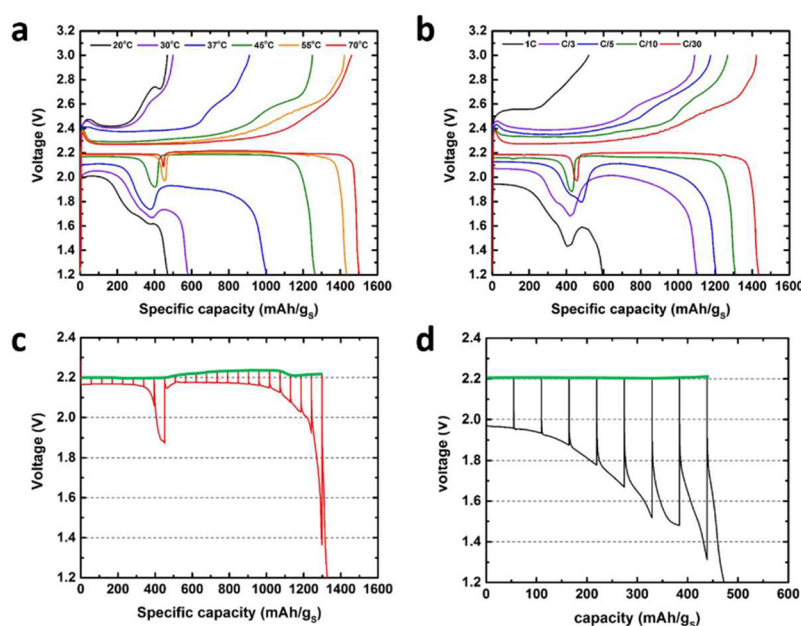 a
20°C 30°C 37°C 45°C 55°C 70°C
3.2
3.0
2.8
2.6
2.4
2.2
2.0
1.8
1.6
1.4
1.2
Voltage (V)
0 200 400 600 800 1000 1200 1400 1600
Specific capacity (mAh/gS)
b
1C C/3 C/5 C/10 C/30
3.2
3.0
2.8
2.6
2.4
2.2
2.0
1.8
1.6
1.4
1.2
Voltage (V)
0 200 400 600 800 1000 1200 1400 1600
Specific capacity (mAh/gS)
c
2.4
2.2
2.0
1.8
1.6
1.4
1.2
Voltage (V)
0 200 400 600 800 1000 1200 1400 1600
Specific capacity (mAh/gS)
d
2.4
2.2
2.0
1.8
1.6
1.4
1.2
voltage (V)
0 100 200 300 400 500 600
capacity (mAh/gS)